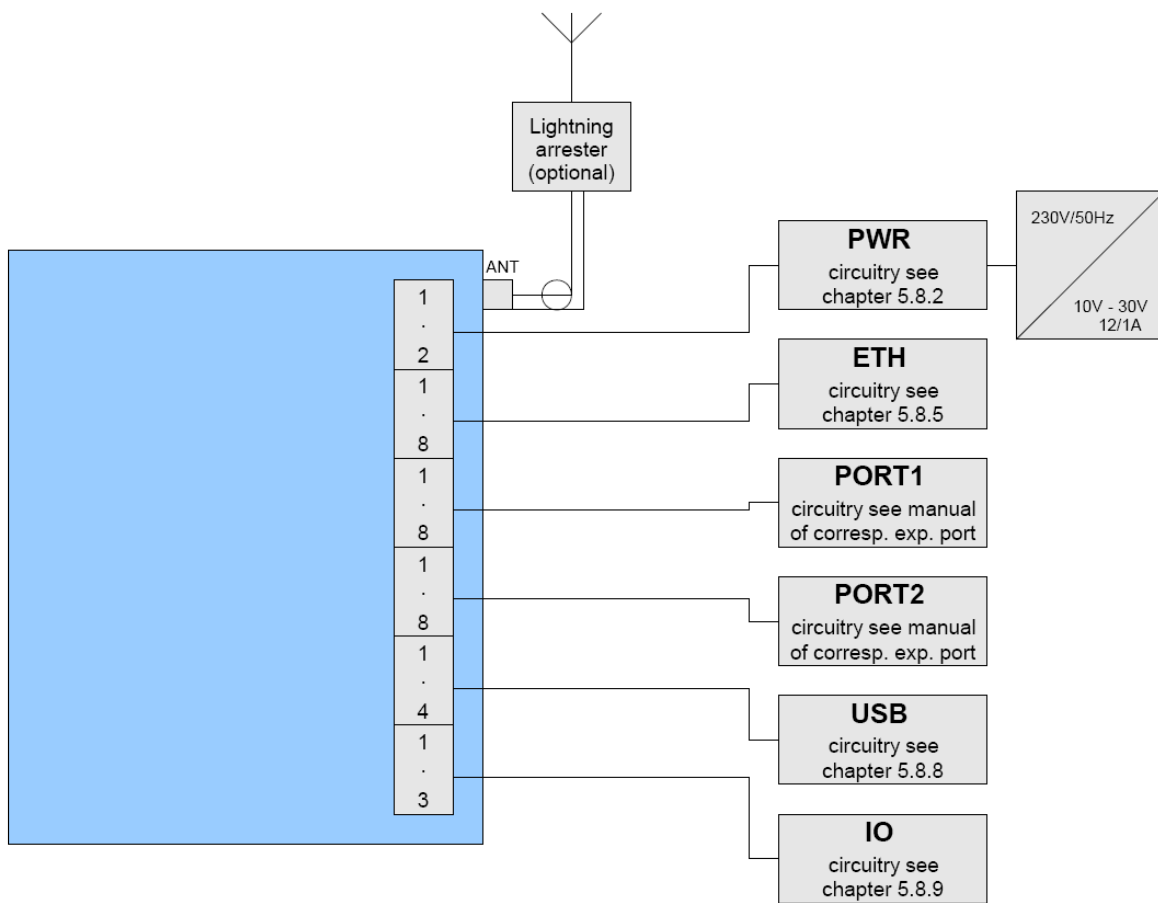 Lightning
arrester
(optional)
ANT
1
.
2
1
.
8
1
.
8
1
.
8
1
.
4
1
.
3
PWR
circuitry see
chapter 5.8.2
230V/50Hz
10V - 30V
12/1A
ETH
circuitry see
chapter 5.8.5
PORT1
circuitry see manual
of corresp. exp. port
PORT2
circuitry see manual
of corresp. exp. port
USB
circuitry see
chapter 5.8.8
IO
circuitry see
chapter 5.8.9